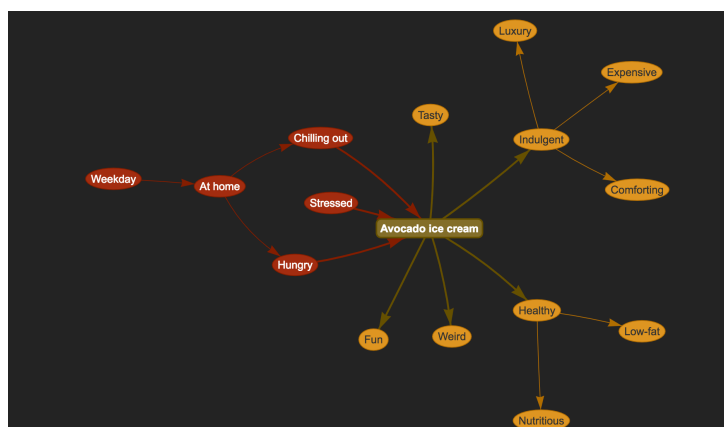 Luxury
Expensive
Tasty
Chilling out
Indulgent
Weekday
At home
Comforting
Stressed
Avocado ice cream
Hungry
Healthy
Low-fat
Fun
Weird
Nutritious